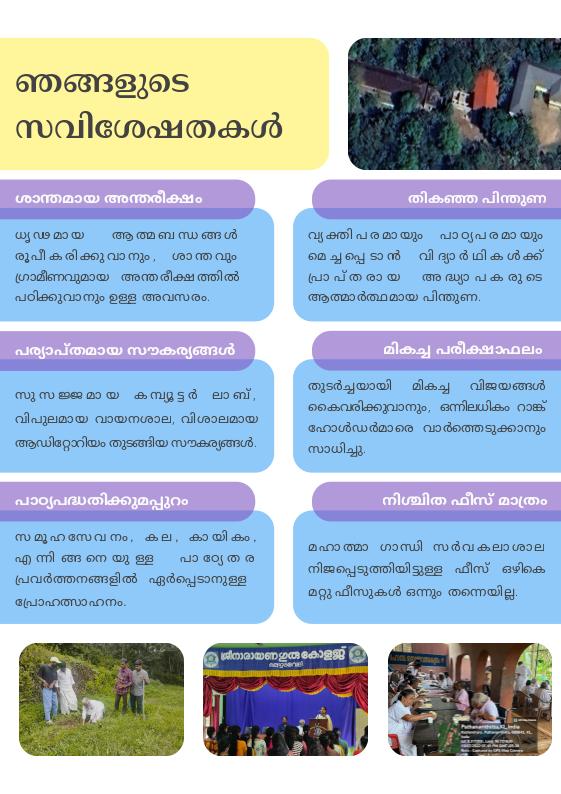 ഞങ്ങളുടെ
സവിശേഷതകൾ
ശാന്തമായ അന്തരീക്ഷം
ധൃഢമായ ആത്മബന്ധങ്ങൾ
രൂപീകരിക്കുവാനും, ശാന്തവും
ഗ്രാമീണവുമായ അന്തരീക്ഷത്തിൽ
പഠിക്കുവാനും ഉള്ള അവസരം.
തികഞ്ഞ പിന്തുണ
വ്യക്തിപരമായും പാഠ്യപരമായും
മെച്ചപ്പെടാൻ വിദ്യാർഥികൾക്ക്
പ്രാപ്തരായ അദ്ധ്യാപകരുടെ
ആത്മാർത്ഥമായ പിന്തുണ.
പര്യാപ്തമായ സൗകര്യങ്ങൾ
സുസജ്ജമായ കമ്പ്യൂട്ടർ ലാബ്,
വിപുലമായ വായനശാല, വിശാലമായ
ആഡിറ്റോറിയം തുടങ്ങിയ സൗകര്യങ്ങൾ.
മികച്ച പരീക്ഷാഫലം
തുടർച്ചയായി മികച്ച വിജയങ്ങൾ
കൈവരിക്കുവാനും, ഒന്നിലധികം റാങ്ക്
ഹോൾഡർമാരെ വാർത്തെടുക്കാനും
സാധിച്ചു.
പാഠ്യപദ്ധതിക്കുമപ്പുറം
സമൂഹസേവനം, കല, കായികം,
എന്നിങ്ങനെയുള്ള പാഠ്യേതര
പ്രവർത്തനങ്ങളിൽ ഏർപ്പെടാനുള്ള
പ്രോഹത്സാഹനം.
നിശ്ചിത ഫീസ് മാത്രം
മഹാത്മാ ഗാന്ധി സർവകലാശാല
നിജപ്പെടുത്തിയിട്ടുള്ള ഫീസ് ഒഴികെ
മറ്റു ഫീസുകൾ ഒന്നും തന്നെയില്ല.
ശ്രീനാരായണഗുരു കോളജ്
Pathanamthitta, KL, India